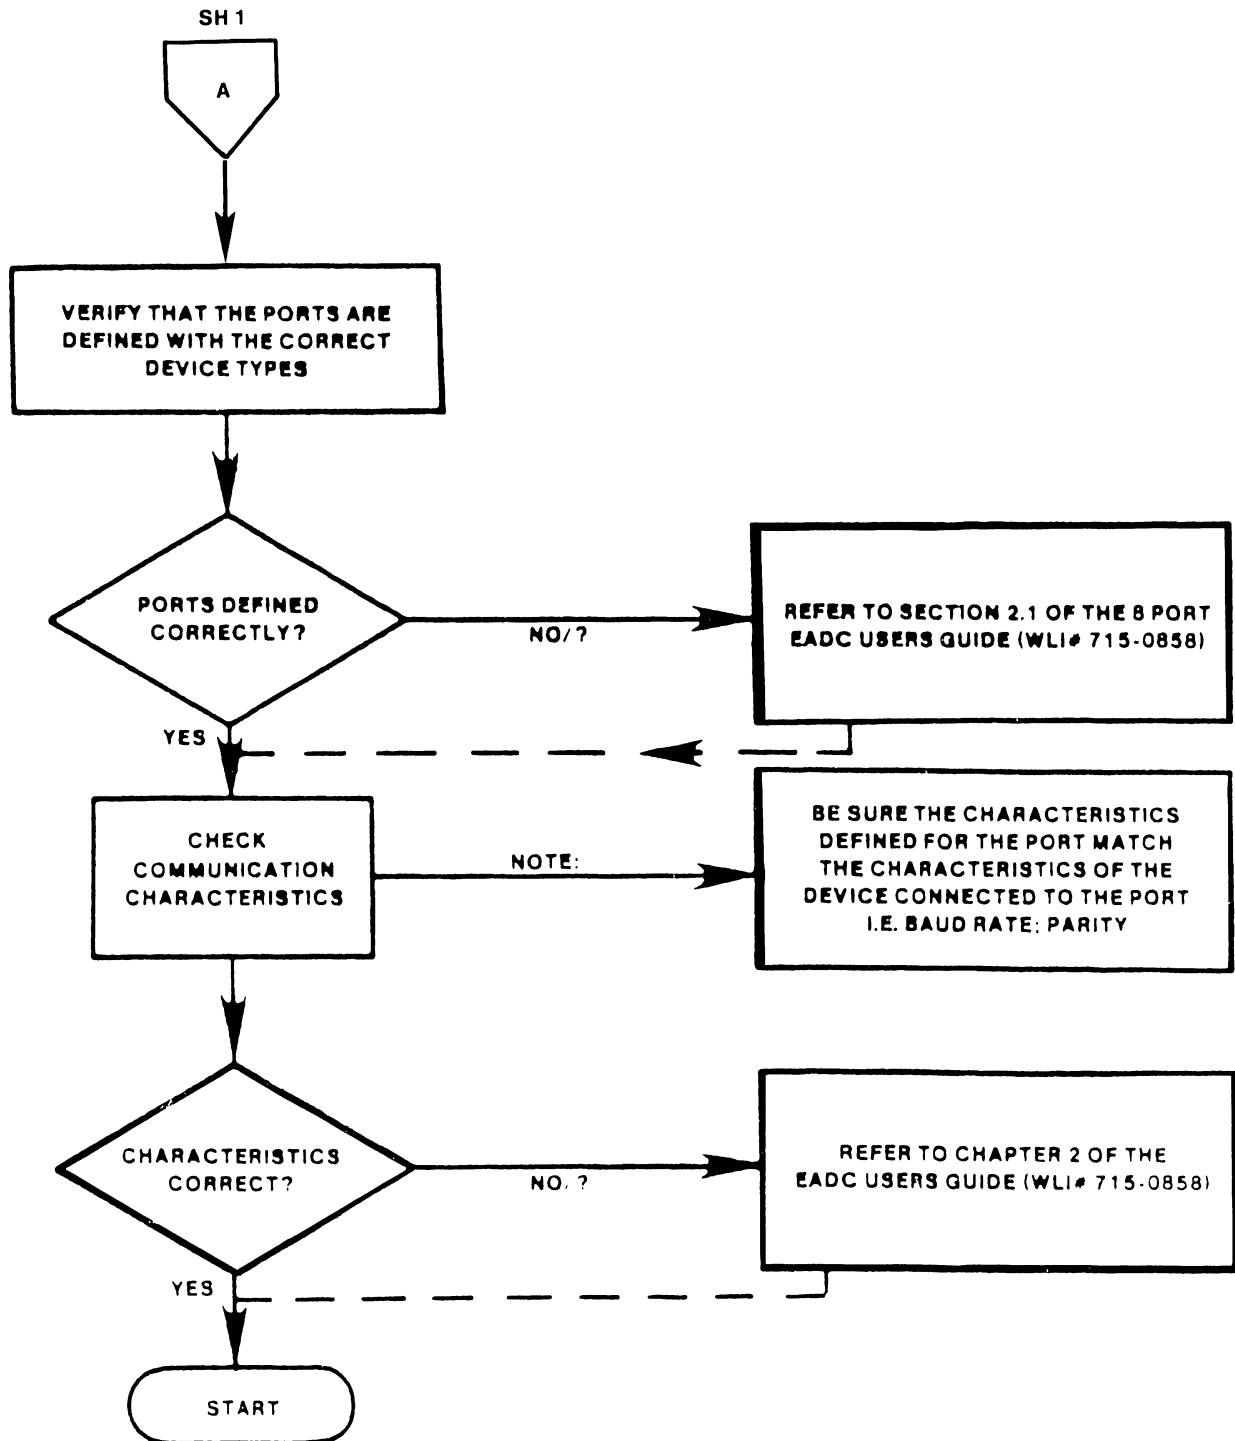 SH 1
A
VERIFY THAT THE PORTS ARE
DEFINED WITH THE CORRECT
DEVICE TYPES
PORTS DEFINED
CORRECTLY?
NO/?
REFER TO SECTION 2.1 OF THE 8 PORT
EADC USERS GUIDE (WLI# 715-0858)
YES
CHECK
COMMUNICATION
CHARACTERISTICS
NOTE:
BE SURE THE CHARACTERISTICS
DEFINED FOR THE PORT MATCH
THE CHARACTERISTICS OF THE
DEVICE CONNECTED TO THE PORT
I.E. BAUD RATE; PARITY
CHARACTERISTICS
CORRECT?
NO/?
REFER TO CHAPTER 2 OF THE
EADC USERS GUIDE (WLI# 715-0858)
YES
START